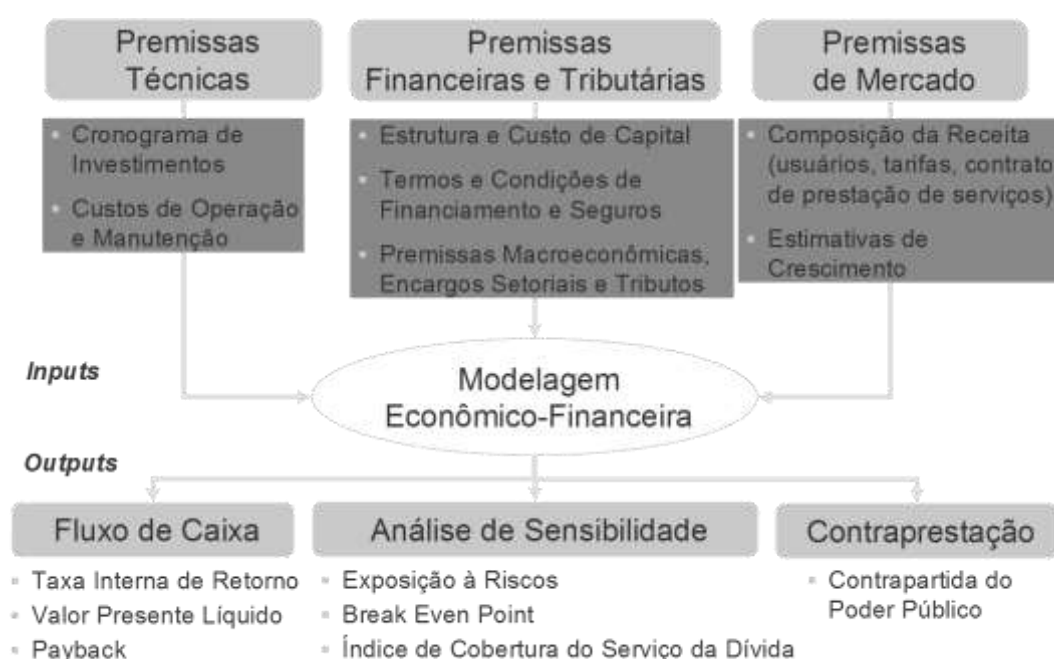 Premissas
Técnicas
Cronograma de
Investimentos
Custos de Operação
e Manutenção
Premissas
Financeiras e Tributárias
Estrutura e Custo de Capital
Termos e Condições de
Financiamento e Seguros
Premissas Macroeconômicas,
Encargos Setoriais e Tributos
Premissas
de Mercado
Composição da Receita
(usuários, tarifas, contrato
de prestação de serviços)
Estimativas de
Crescimento
Inputs
Modelagem
Econômico-Financeira
Outputs
Fluxo de Caixa
Taxa Interna de Retorno
Valor Presente Líquido
Payback
Análise de Sensibilidade
Exposição à Riscos
Break Even Point
Índice de Cobertura do Serviço da Dívida
Contraprestação
Contrapartida do
Poder Público